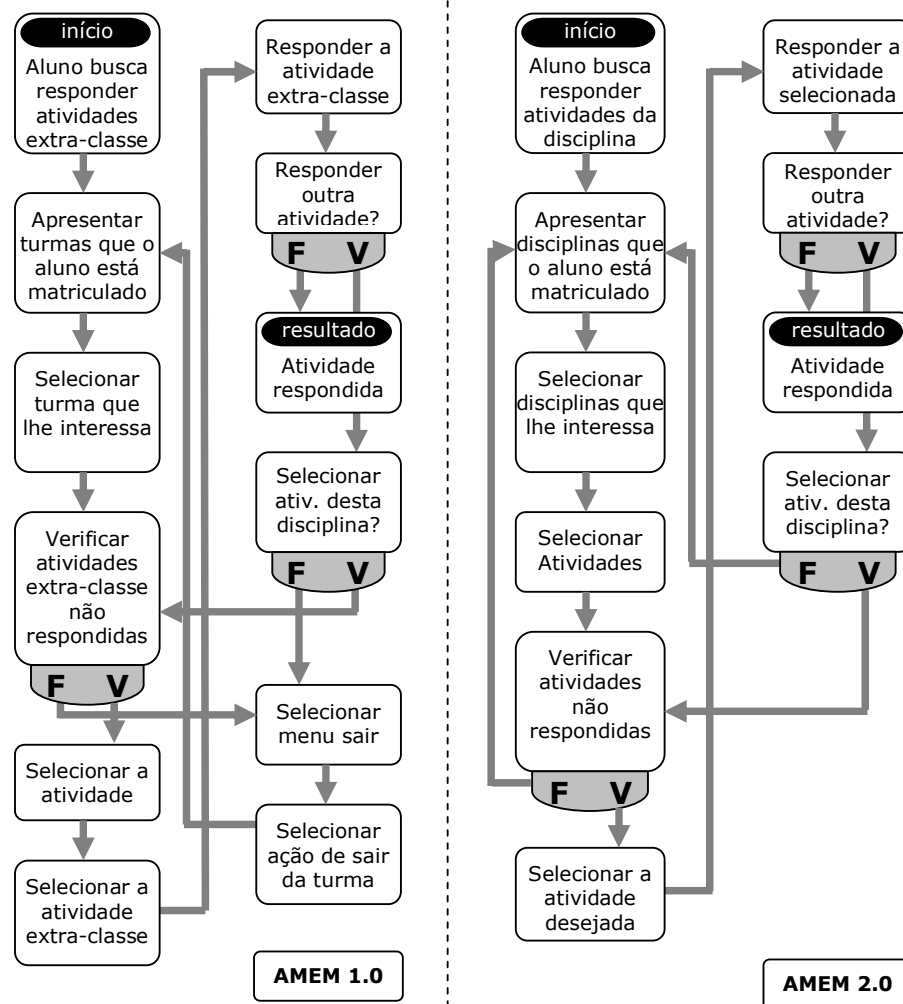 início
Aluno busca
responder
atividades
extra-classe
Apresentar
turmas que o
aluno está
matriculado
Selecionar
turma que
lhe interessa
Verificar
atividades
extra-classe
não
respondidas
F V
Selecionar a
atividade
Selecionar a
atividade
extra-classe
Responder a
atividade
extra-classe
Responder
outra
atividade?
F V
resultado
Atividade
respondida
Selecionar
ativ. desta
disciplina?
F V
Selecionar
menu sair
Selecionar
ação de sair
da turma
AMEM 1.0
início
Aluno busca
responder
atividades da
disciplina
Apresentar
disciplinas que
o aluno está
matriculado
Selecionar
disciplinas que
lhe interessa
Selecionar
Atividades
Verificar
atividades
não
respondidas
F V
Selecionar a
atividade
desejada
Responder a
atividade
selecionada
Responder
outra
atividade?
F V
resultado
Atividade
respondida
Selecionar
ativ. desta
disciplina?
F V
AMEM 2.0